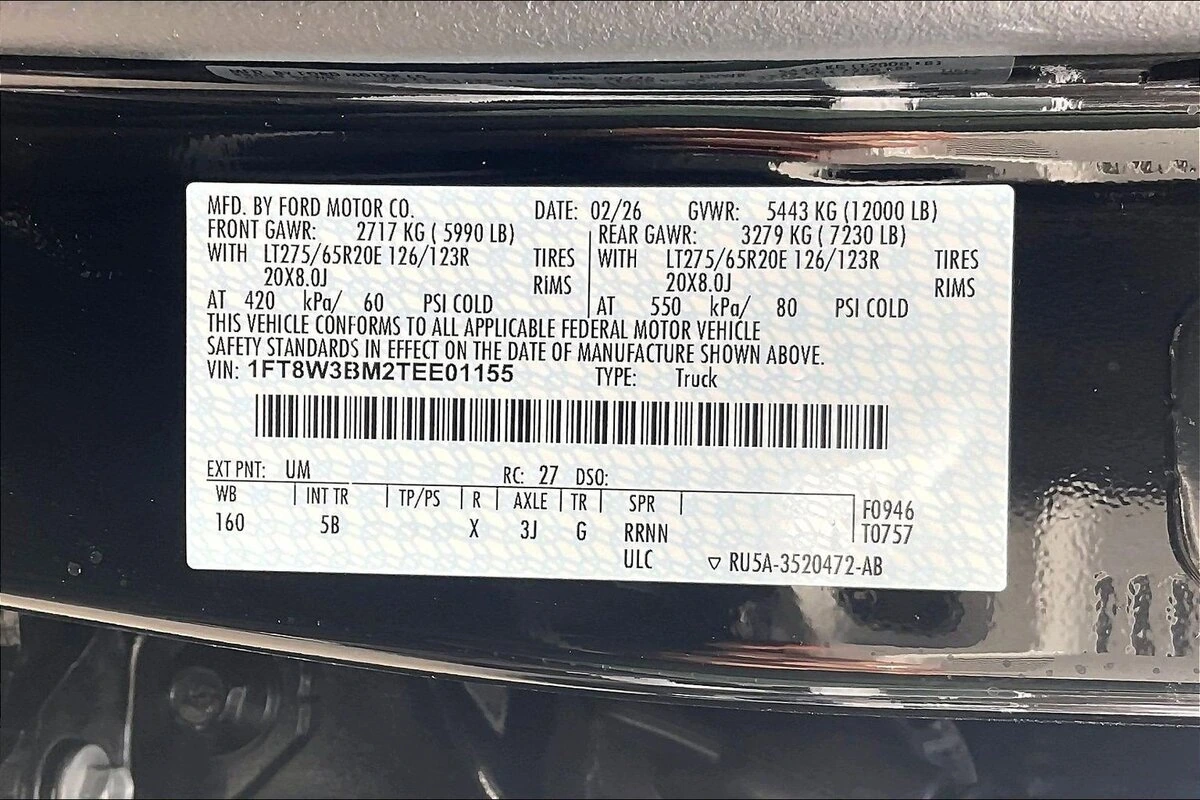 MFD. BY FORD MOTOR CO. DATE: 02/26 GVWR: 5443 KG (12000 LB)
FRONT GAWR: 2717 KG ( 5990 LB) REAR GAWR: 3279 KG ( 7230 LB)
WITH LT275/65R20E 126/123R TIRES WITH LT275/65R20E 126/123R TIRES
20X8.0J RIMS 20X8.0J RIMS
AT 420 kPa/ 60 PSI COLD AT 550 kPa/ 80 PSI COLD
THIS VEHICLE CONFORMS TO ALL APPLICABLE FEDERAL MOTOR VEHICLE
SAFETY STANDARDS IN EFFECT ON THE DATE OF MANUFACTURE SHOWN ABOVE.
VIN: 1FT8W3BM2TEE01155 TYPE: Truck
EXT PNT: UM RC: 27 DSO:
WB INT TR TP/PS R AXLE TR SPR F0946
160 5B X 3J G RRNN T0757
ULC ▽ RU5A-3520472-AB